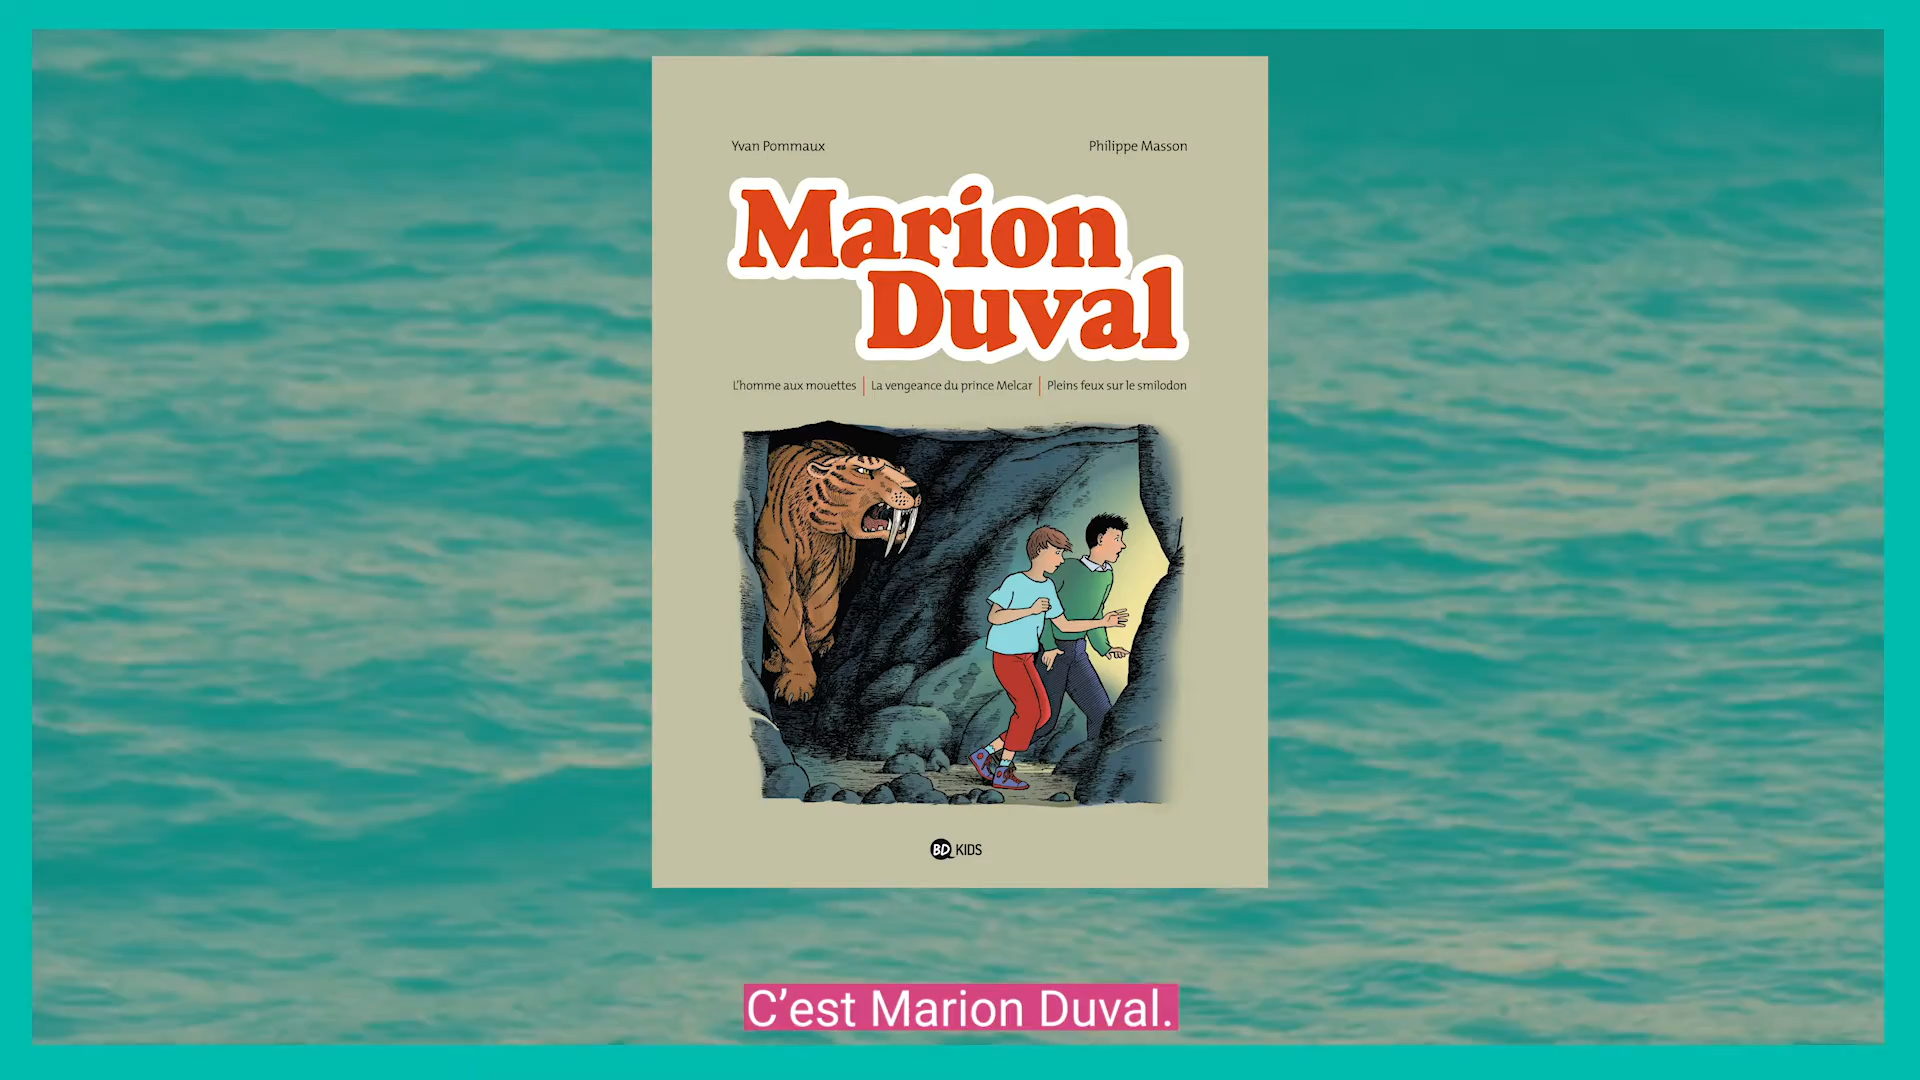 Yvan Pommaux
Philippe Masson
Marion
Duval
L'homme aux mouettes | La vengeance du prince Melcar | Pleins feux sur le smilodon
BD KIDS
C'est Marion Duval.